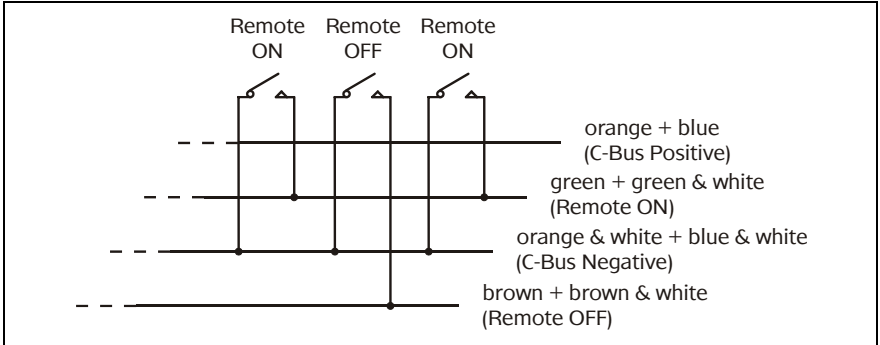 Remote ON
Remote OFF
Remote ON
orange + blue
(C-Bus Positive)
green + green & white
(Remote ON)
orange & white + blue & white
(C-Bus Negative)
brown + brown & white
(Remote OFF)